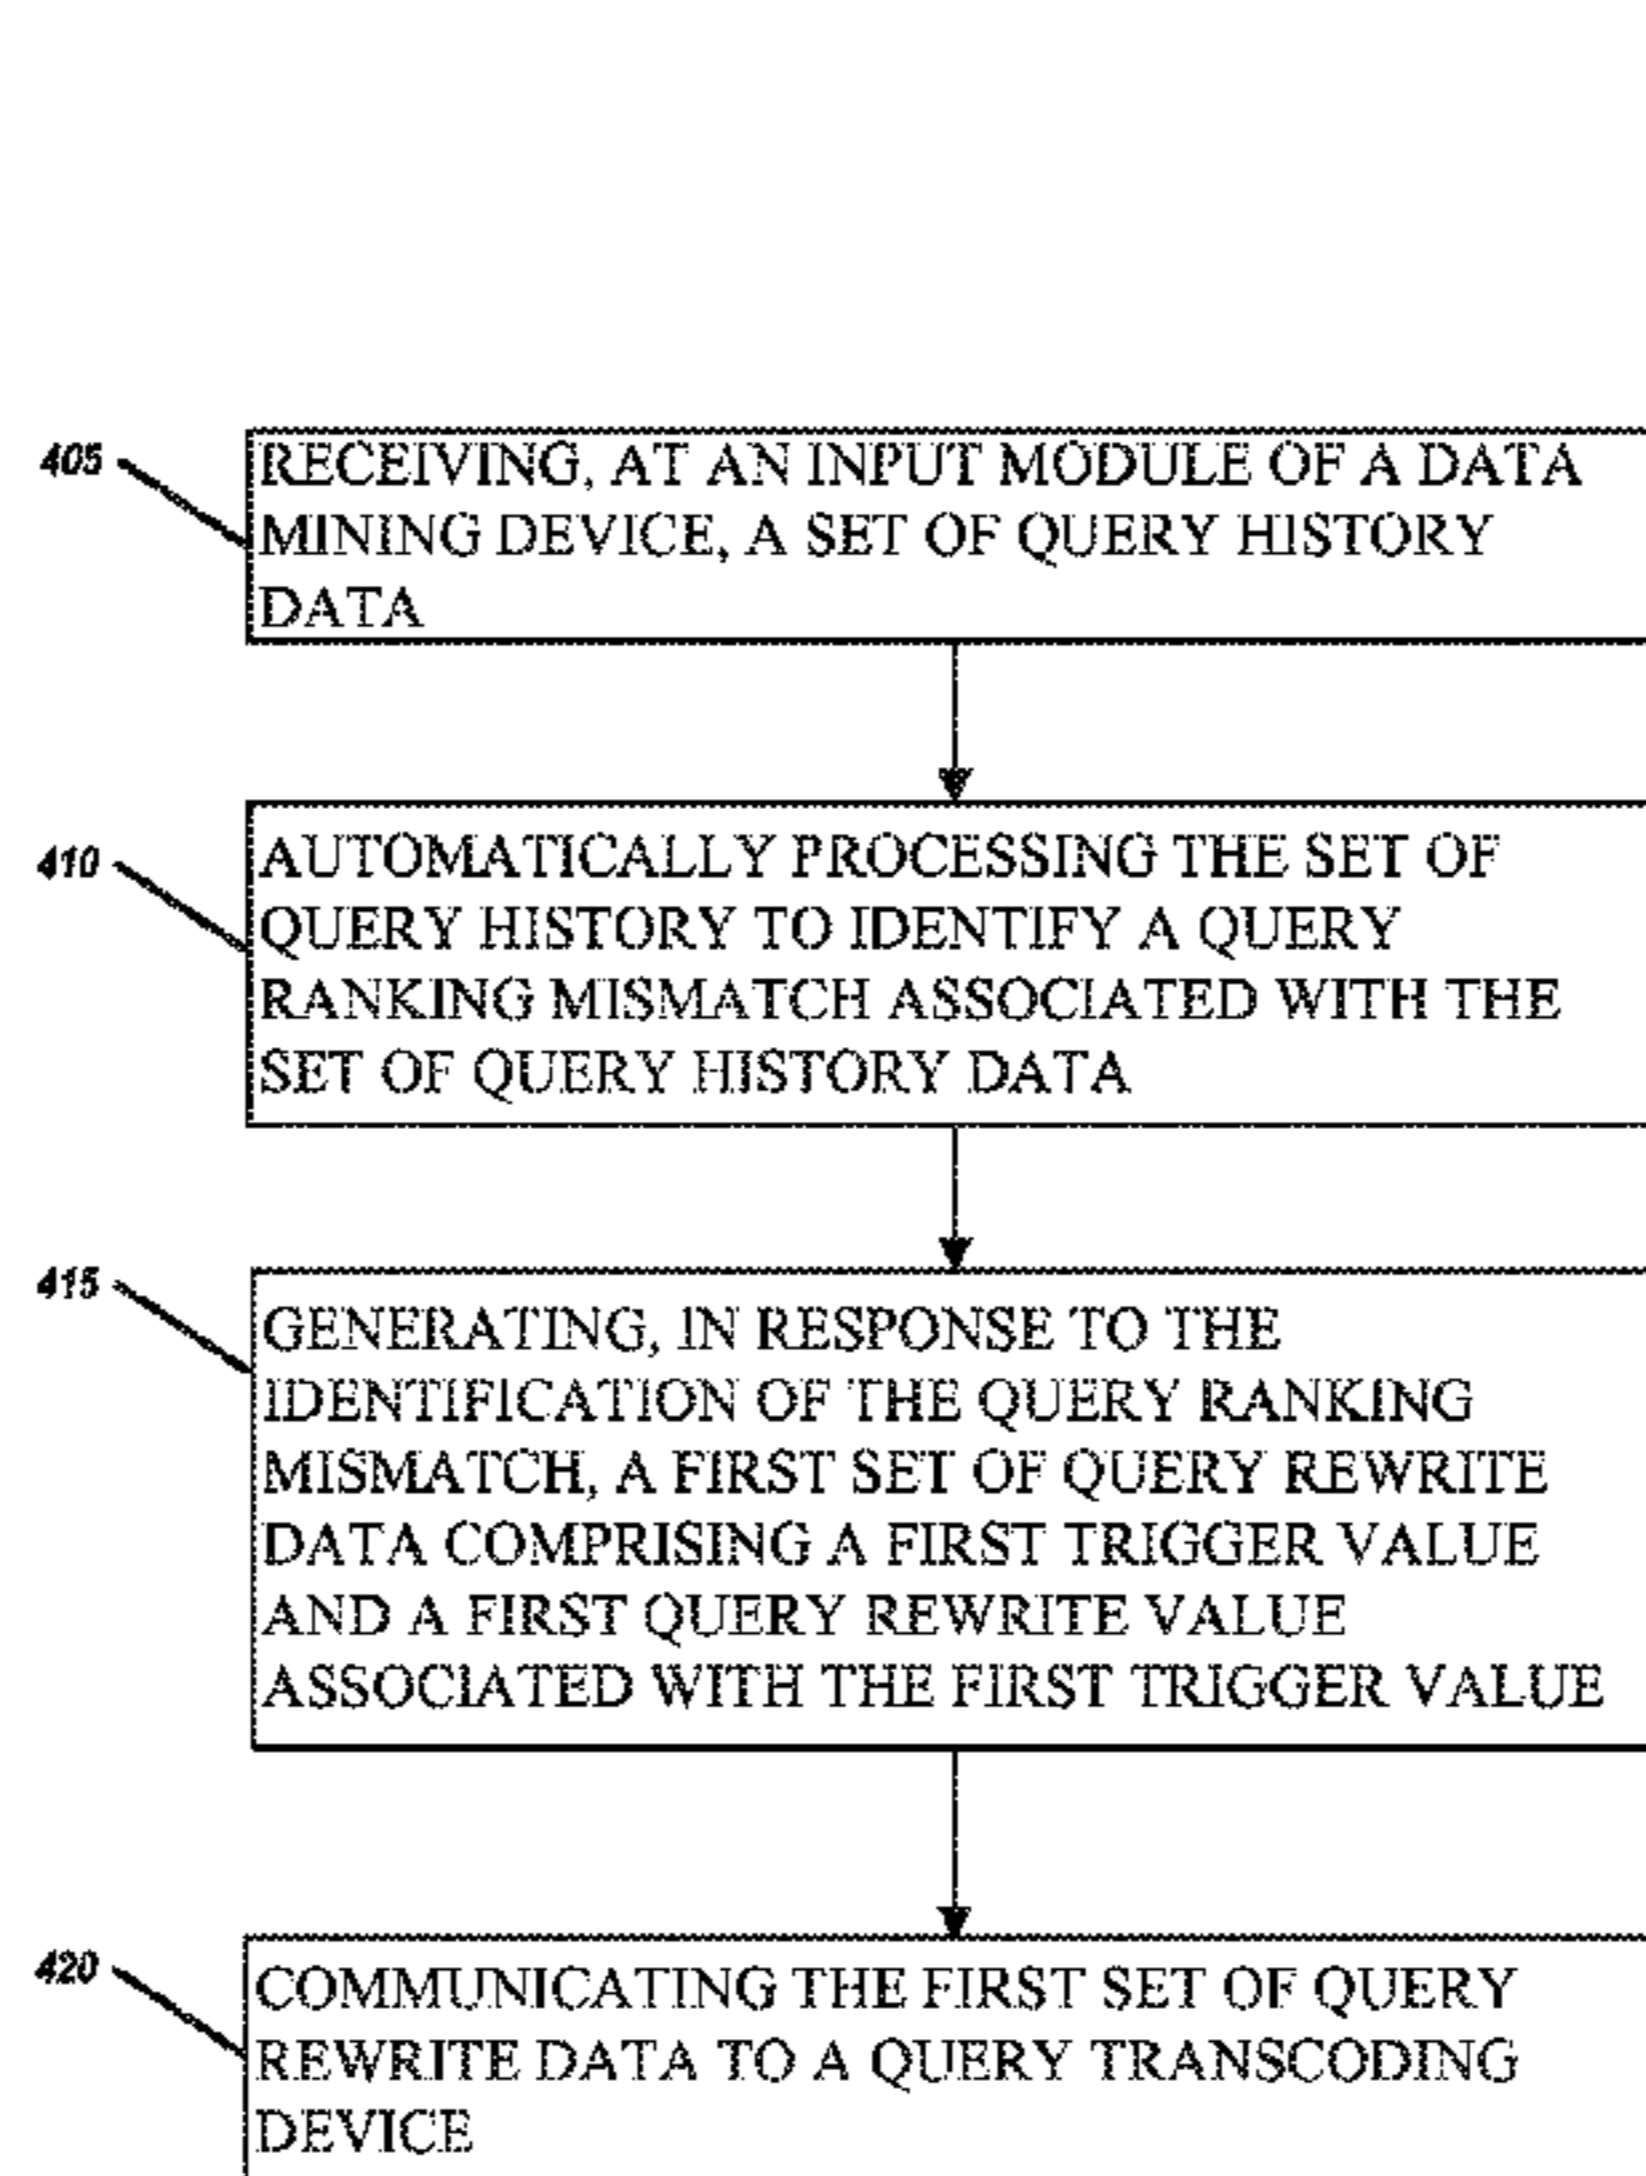 405
RECEIVING, AT AN INPUT MODULE OF A DATA
MINING DEVICE, A SET OF QUERY HISTORY
DATA
410
AUTOMATICALLY PROCESSING THE SET OF
QUERY HISTORY TO IDENTIFY A QUERY
RANKING MISMATCH ASSOCIATED WITH THE
SET OF QUERY HISTORY DATA
415
GENERATING, IN RESPONSE TO THE
IDENTIFICATION OF THE QUERY RANKING
MISMATCH, A FIRST SET OF QUERY REWRITE
DATA COMPRISING A FIRST TRIGGER VALUE
AND A FIRST QUERY REWRITE VALUE
ASSOCIATED WITH THE FIRST TRIGGER VALUE
420
COMMUNICATING THE FIRST SET OF QUERY
REWRITE DATA TO A QUERY TRANSCODING
DEVICE